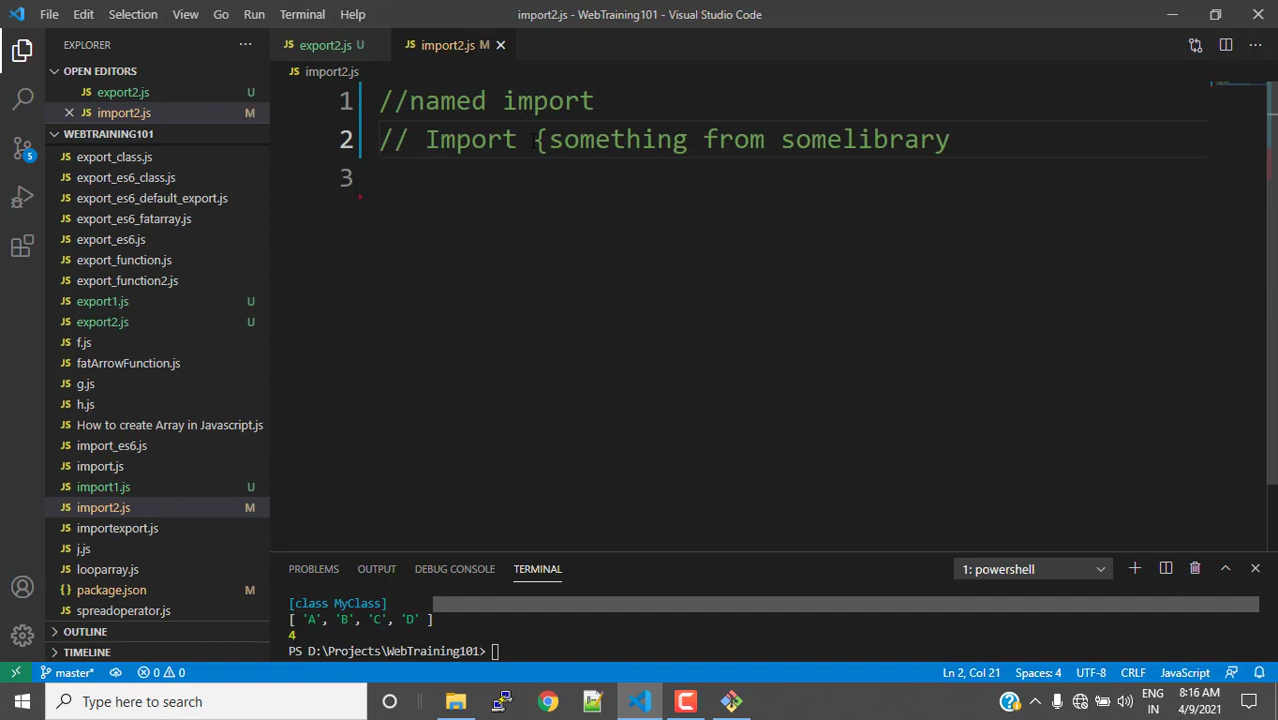 File Edit Selection View Go Run Terminal Help
import2.js - WebTraining101 - Visual Studio Code
EXPLORER
OPEN EDITORS
export2.js U
import2.js M
WEBTRAINING101
export_class.js
export_es6_class.js
export_es6_default_export.js
export_es6_fatarray.js
export_es6.js
export_function.js
export_function2.js
export1.js U
export2.js U
f.js
fatArrowFunction.js
g.js
h.js
How to create Array in Javascript.js
import_es6.js
import.js
import1.js U
import2.js M
importexport.js
j.js
looparray.js
package.json M
spreadoperator.js
OUTLINE
TIMELINE
export2.js U
import2.js M
import2.js
1 //named import
2 // Import {something from somelibrary
3
PROBLEMS OUTPUT DEBUG CONSOLE TERMINAL
1: powershell
[class MyClass]
[ 'A', 'B', 'C', 'D' ]
4
PS D:\Projects\WebTraining101>
5
master* 0 0
Ln 2, Col 21 Spaces: 4 UTF-8 CRLF JavaScript
Type here to search
ENG
IN
8:16 AM
4/9/2021